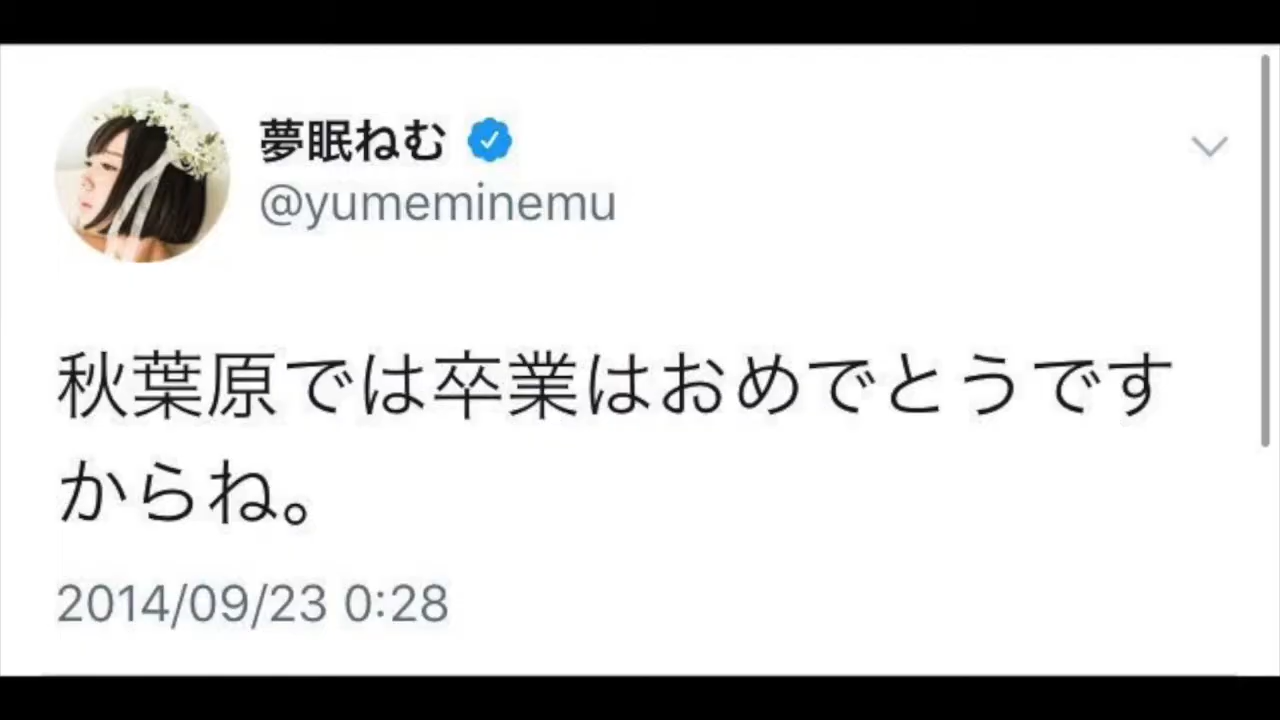 夢眠ねむ
@yumeminemu
秋葉原では卒業はおめでとうです
からね。
2014/09/23 0:28